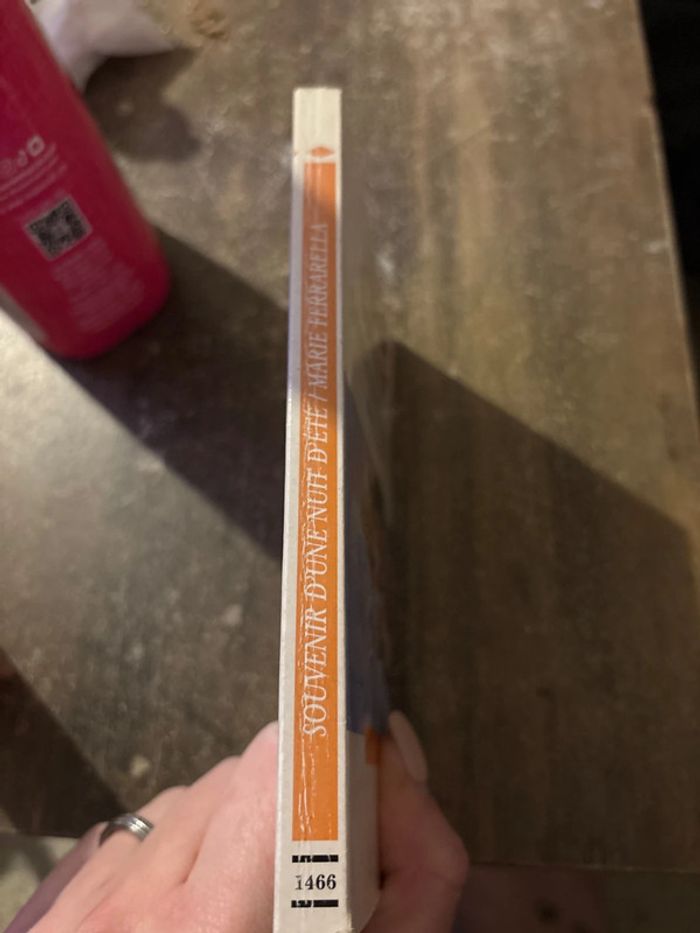 SOUVENIR D'UNE NUIT D'ÉTÉ / MARIE FERRARELLA
1466